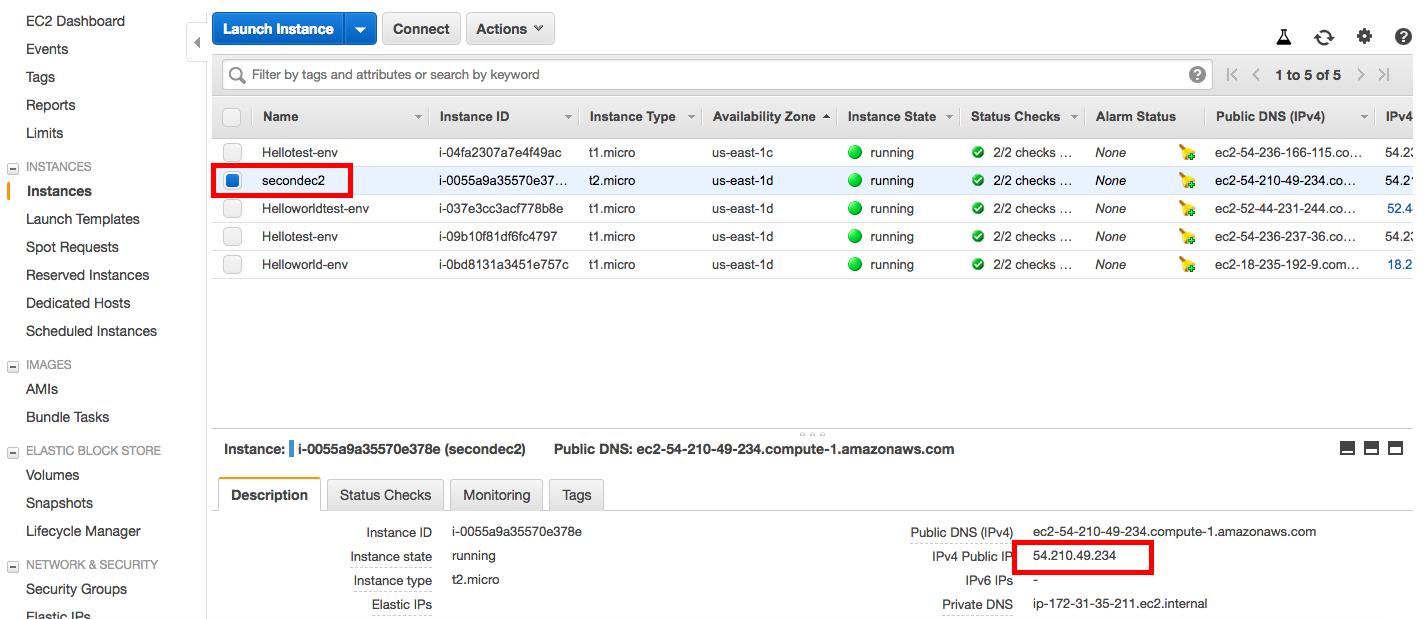 EC2 Dashboard
Events
Tags
Reports
Limits
INSTANCES
Instances
Launch Templates
Spot Requests
Reserved Instances
Dedicated Hosts
Scheduled Instances
IMAGES
AMIs
Bundle Tasks
ELASTIC BLOCK STORE
Volumes
Snapshots
Lifecycle Manager
NETWORK & SECURITY
Security Groups
Elastic IPs
Launch Instance Connect Actions
Filter by tags and attributes or search by keyword ? 1 to 5 of 5
Name Instance ID Instance Type Availability Zone Instance State Status Checks Alarm Status Public DNS (IPv4) IPv4
Hellotest-env i-04fa2307a7e4f49ac t1.micro us-east-1c running 2/2 checks ... None ec2-54-236-166-115.co... 54.23
secondec2 i-0055a9a35570e37... t2.micro us-east-1d running 2/2 checks ... None ec2-54-210-49-234.co... 54.21
Helloworldtest-env i-037e3cc3acf778b8e t1.micro us-east-1d running 2/2 checks ... None ec2-52-44-231-244.co... 52.4
Hellotest-env i-09b10f81df6fc4797 t1.micro us-east-1d running 2/2 checks ... None ec2-54-236-237-36.co... 54.23
Helloworld-env i-0bd8131a3451e757c t1.micro us-east-1d running 2/2 checks ... None ec2-18-235-192-9.com... 18.2
Instance: i-0055a9a35570e378e (secondec2) Public DNS: ec2-54-210-49-234.compute-1.amazonaws.com
Description Status Checks Monitoring Tags
Instance ID i-0055a9a35570e378e Public DNS (IPv4) ec2-54-210-49-234.compute-1.amazonaws.com
Instance state running IPv4 Public IP 54.210.49.234
Instance type t2.micro IPv6 IPs -
Elastic IPs Private DNS ip-172-31-35-211.ec2.internal